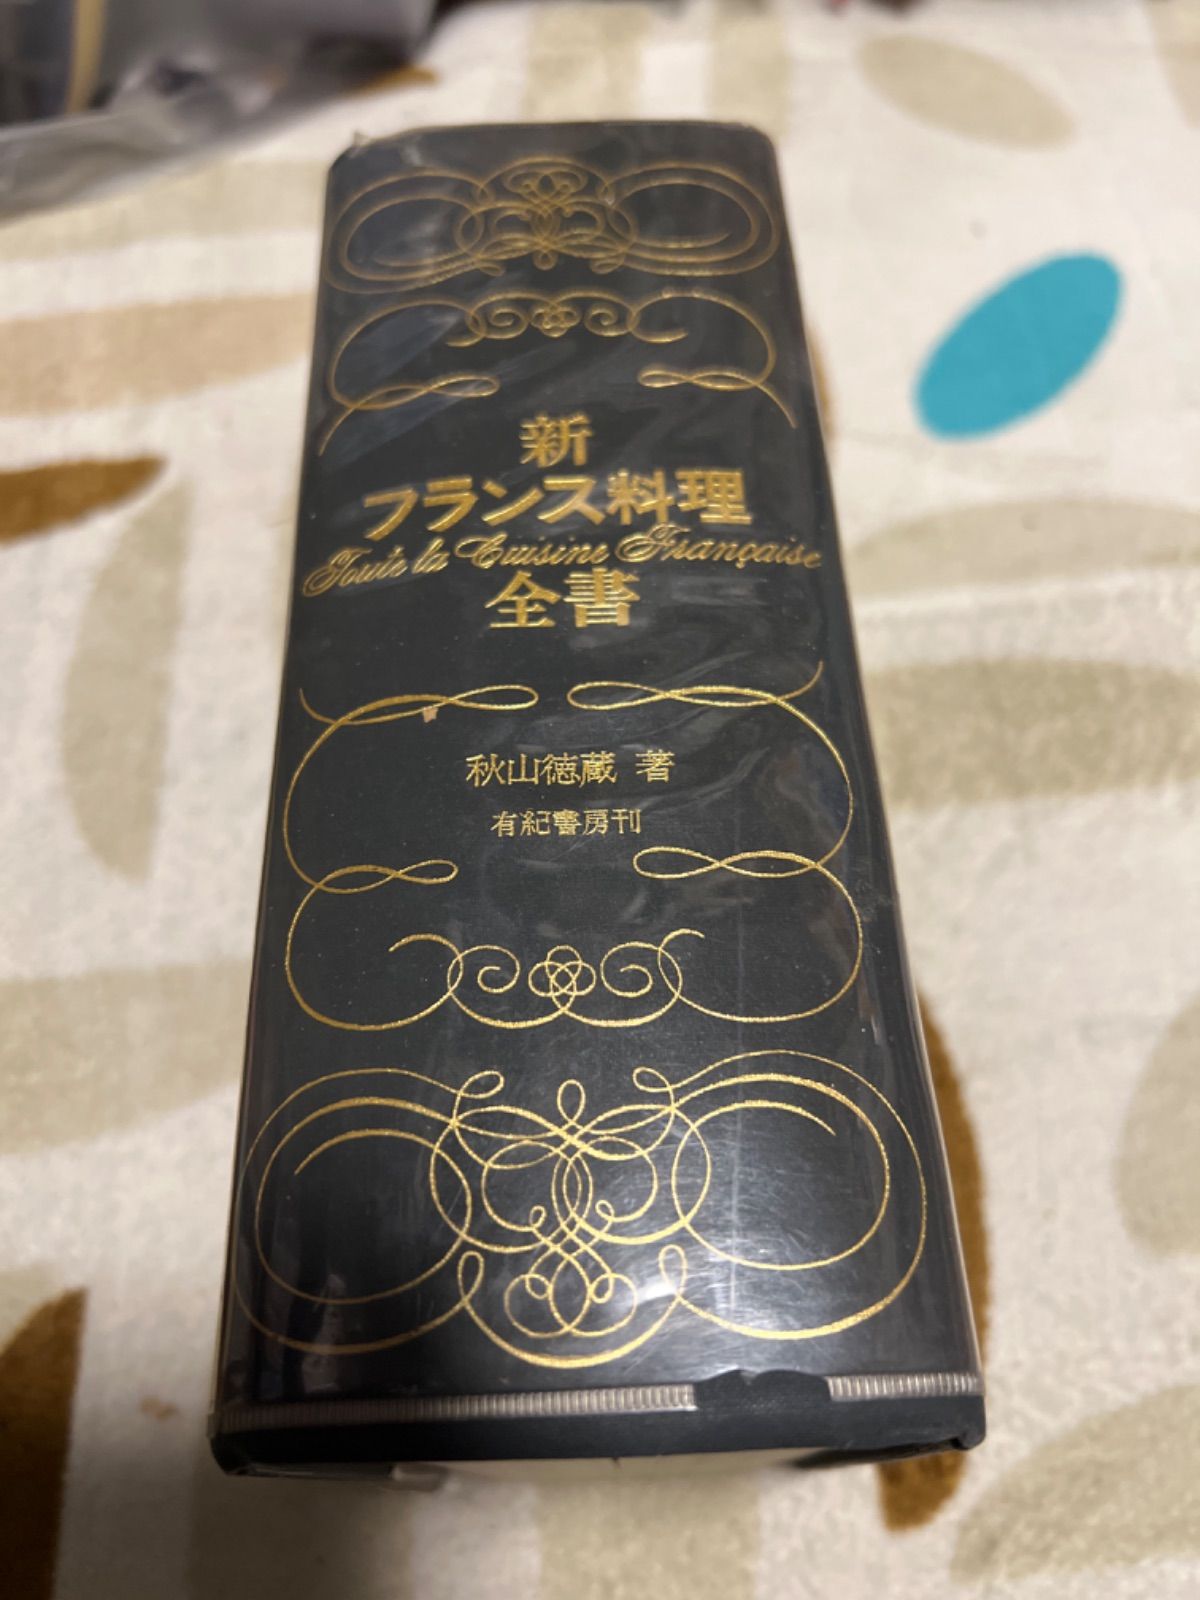 新
フランス料理
Toute la Cuisine Française
全書
秋山徳蔵 著
有紀書房刊